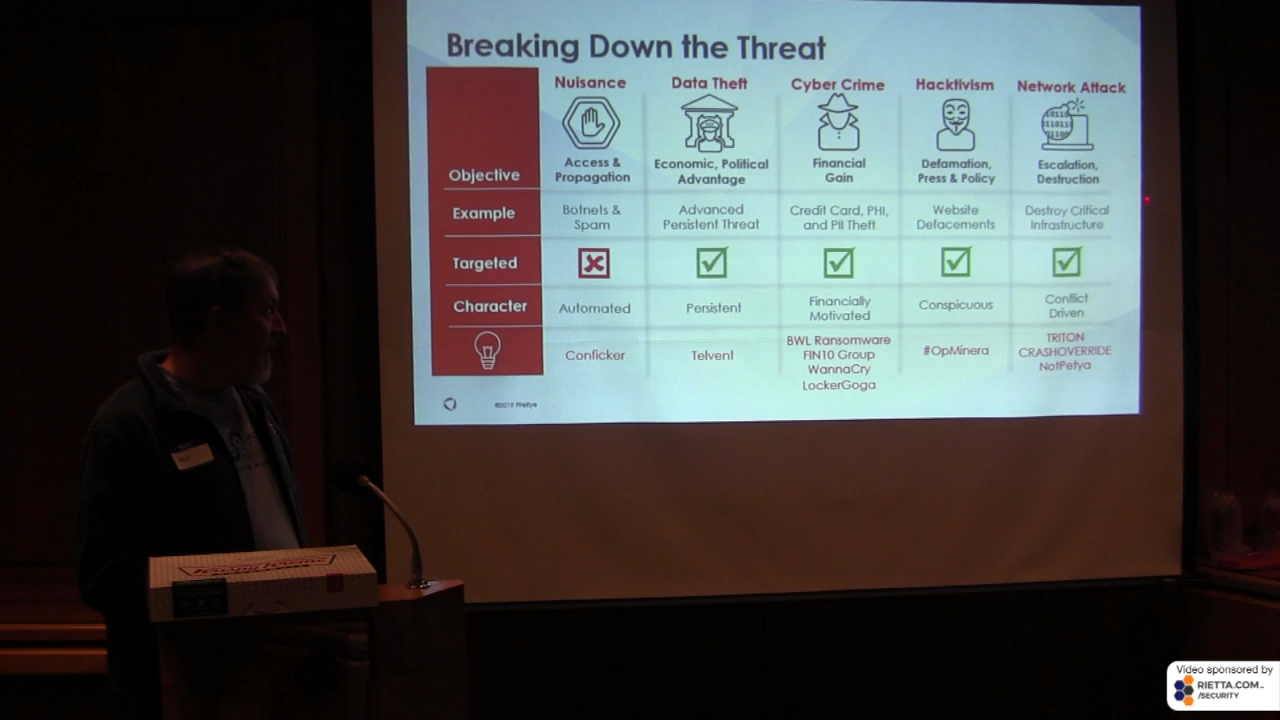 Breaking Down the Threat
Nuisance
Data Theft
Cyber Crime
Hacktivism
Network Attack
Objective
Access &
Propagation
Economic, Political
Advantage
Financial
Gain
Defamation,
Press & Policy
Escalation,
Destruction
Example
Botnets &
Spam
Advanced
Persistent Threat
Credit Card, PHI,
and PII Theft
Website
Defacements
Destroy Critical
Infrastructure
Targeted
Character
Automated
Persistent
Financially
Motivated
Conspicuous
Conflict
Driven
Conficker
Telvent
BWL Ransomware
FIN10 Group
WannaCry
LockerGoga
#OpMinera
TRITON
CRASHOVERRIDE
NotPetya
FireEye
Krispy Kreme
Video sponsored by
RIETTA.COM
/SECURITY